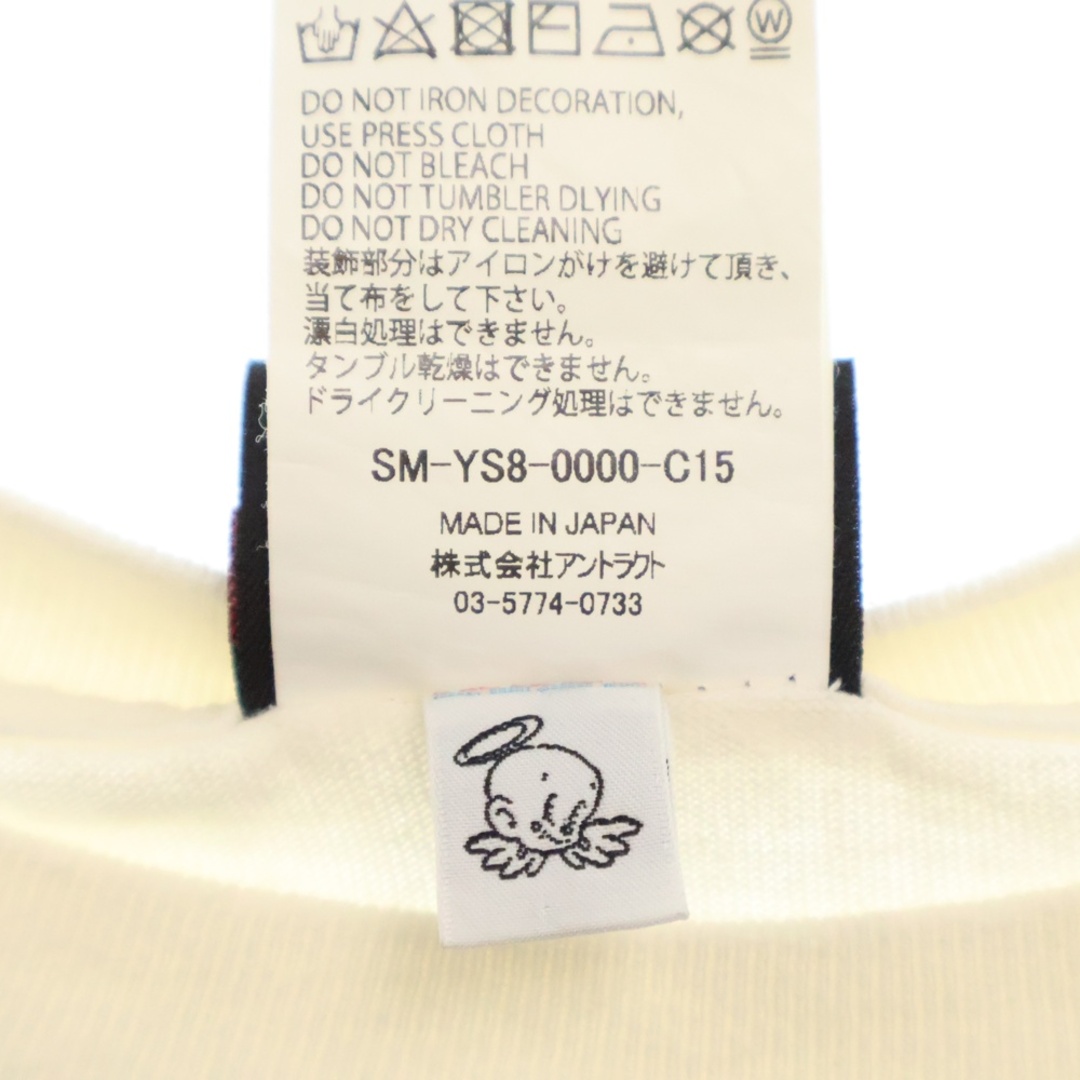 W
DO NOT IRON DECORATION,
USE PRESS CLOTH
DO NOT BLEACH
DO NOT TUMBLER DLYING
DO NOT DRY CLEANING
装飾部分はアイロンがけを避けて頂き、
当て布をして下さい。
漂白処理はできません。
タンブル乾燥はできません。
ドライクリーニング処理はできません。
SM-YS8-0000-C15
MADE IN JAPAN
株式会社アントラクト
03-5774-0733